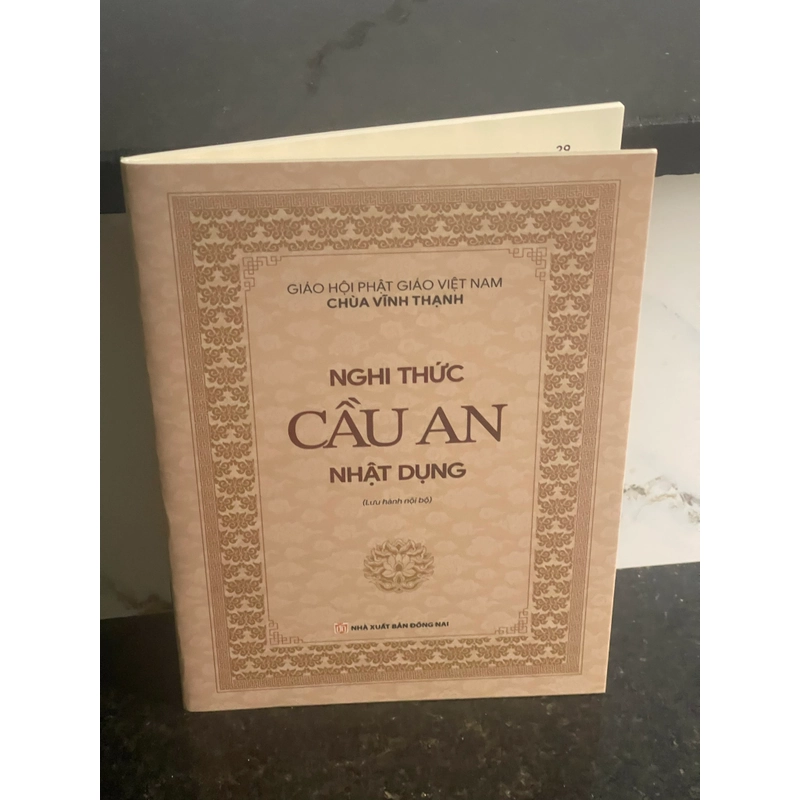 29
GIÁO HỘI PHẬT GIÁO VIỆT NAM
CHÙA VĨNH THẠNH
NGHI THỨC
CẦU AN
NHẬT DỤNG
(Lưu hành nội bộ)
NHÀ XUẤT BẢN ĐỒNG NAI